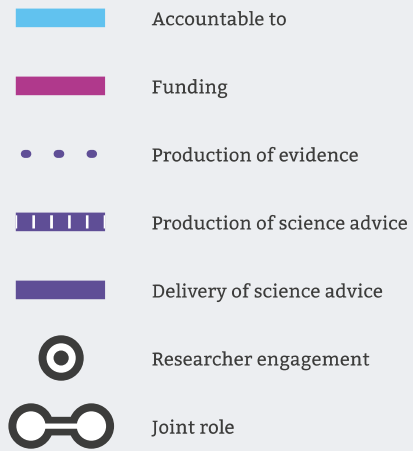 Accountable to
Funding
Production of evidence
Production of science advice
Delivery of science advice
Researcher engagement
Joint role